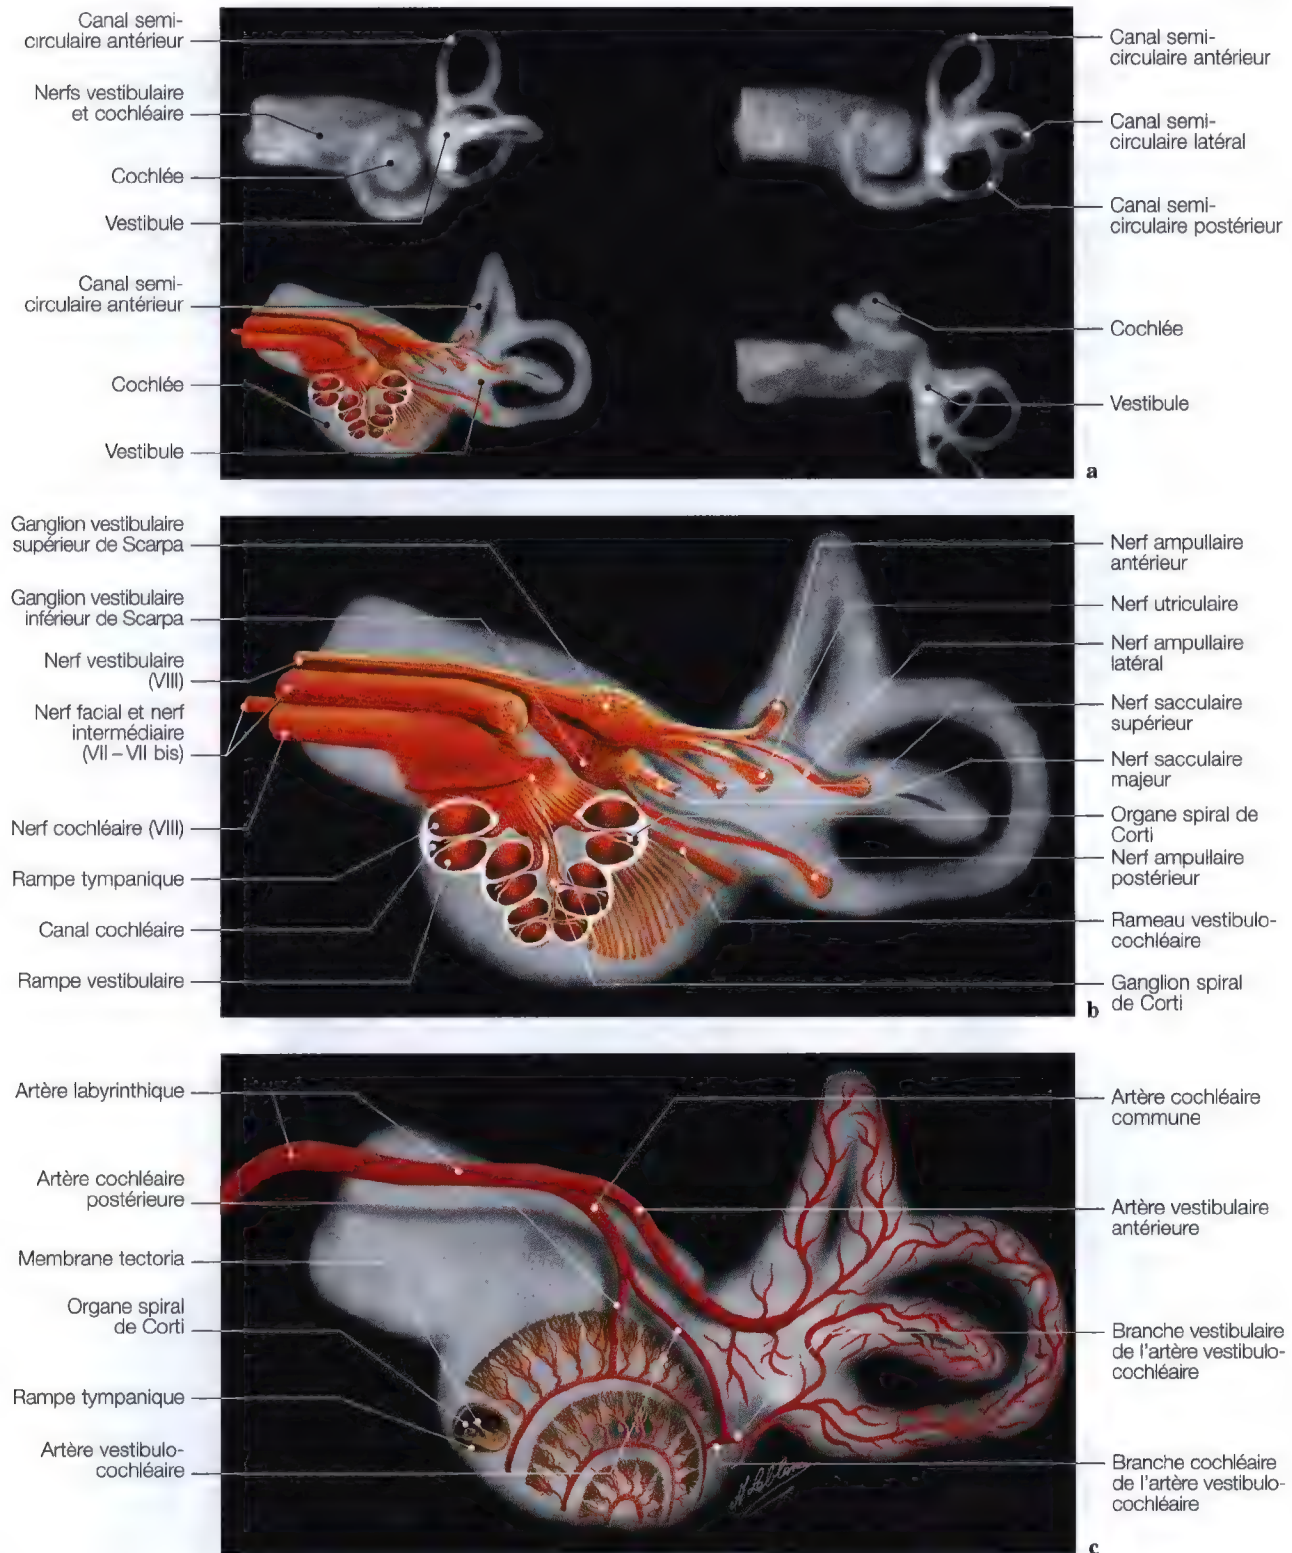 Canal semi-
circulaire antérieur
Nerfs vestibulaire
et cochléaire
Cochlée
Vestibule
Canal semi-
circulaire antérieur
Cochlée
Vestibule
Canal semi-
circulaire antérieur
Canal semi-
circulaire latéral
Canal semi-
circulaire postérieur
Cochlée
Vestibule
a
Ganglion vestibulaire
supérieur de Scarpa
Ganglion vestibulaire
inférieur de Scarpa
Nerf vestibulaire
(VIII)
Nerf facial et nerf
intermédiaire
(VII – VII bis)
Nerf cochléaire (VIII)
Rampe tympanique
Canal cochléaire
Rampe vestibulaire
Nerf ampullaire
antérieur
Nerf utriculaire
Nerf ampullaire
latéral
Nerf sacculaire
supérieur
Nerf sacculaire
majeur
Organe spiral de
Corti
Nerf ampullaire
postérieur
Rameau vestibulo-
cochléaire
Ganglion spiral
de Corti
b
Artère labyrinthique
Artère cochléaire
postérieure
Membrane tectoria
Organe spiral
de Corti
Rampe tympanique
Artère vestibulo-
cochléaire
Artère cochléaire
commune
Artère vestibulaire
antérieure
Branche vestibulaire
de l'artère vestibulo-
cochléaire
Branche cochléaire
de l'artère vestibulo-
cochléaire
c